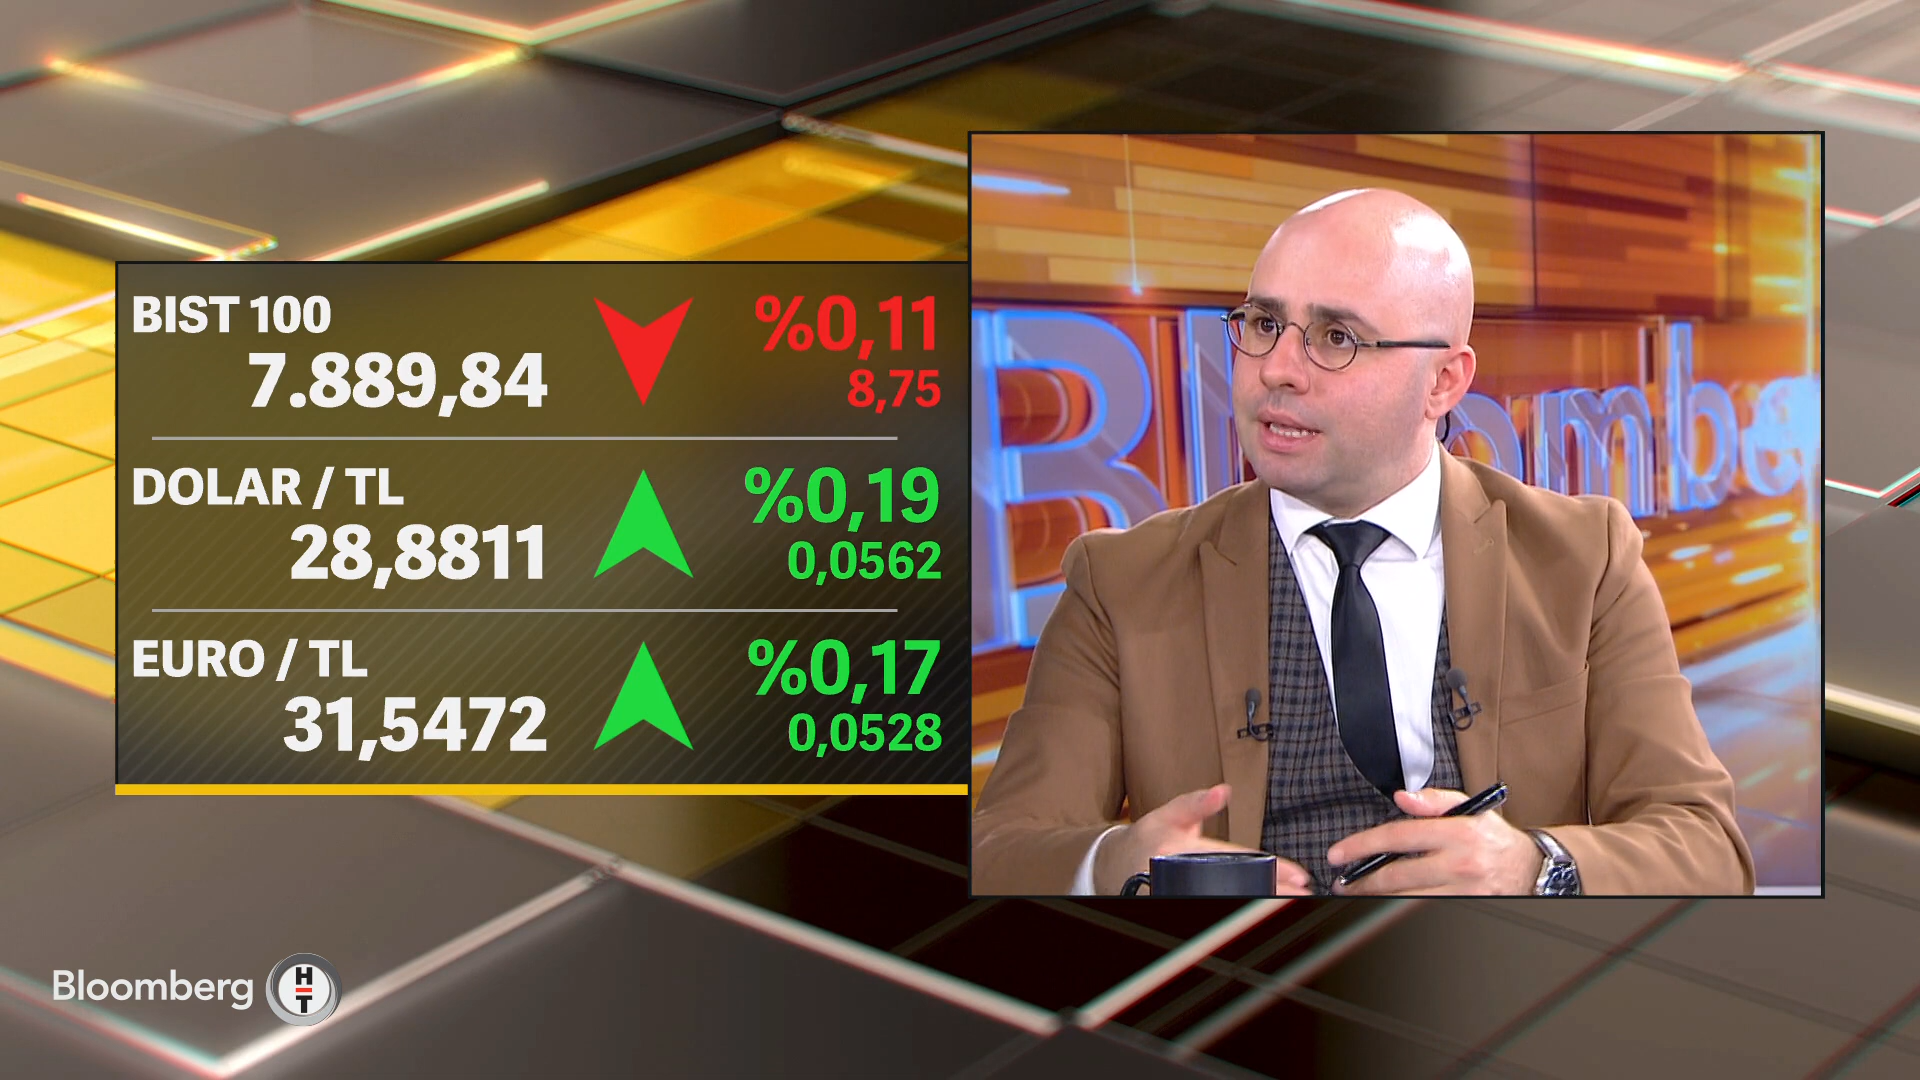 BIST 100
7.889,84
%0,11
8,75
DOLAR / TL
28,8811
%0,19
0,0562
EURO / TL
31,5472
%0,17
0,0528
Bloombe
Bloomberg HT